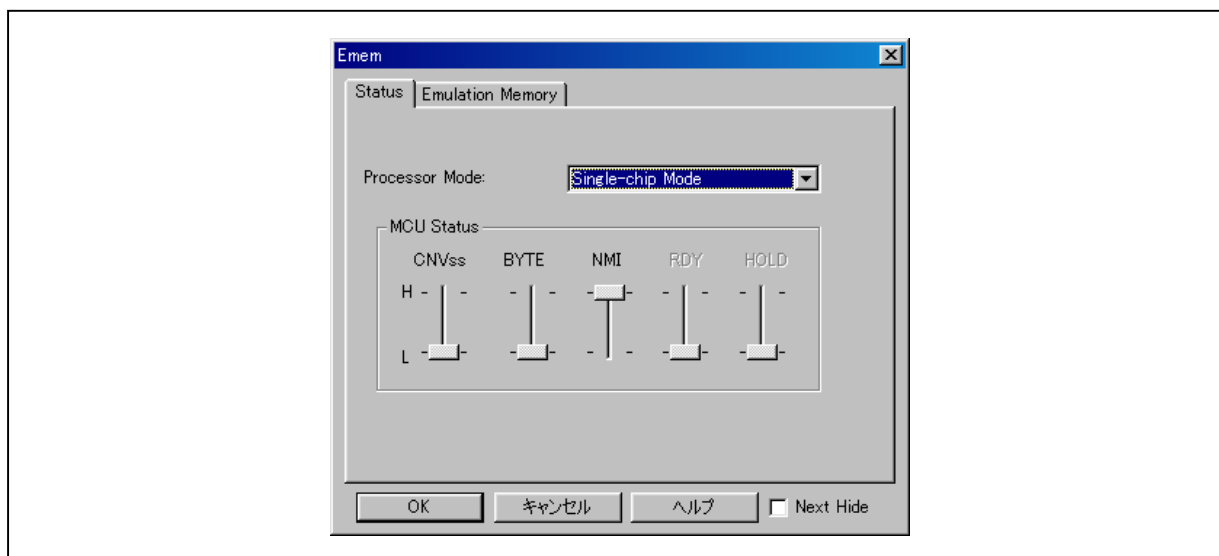 Emem
Status Emulation Memory
Processor Mode: Single-chip Mode
MCU Status
CNVss BYTE NMI RDY HOLD
H
L
OK キャンセル ヘルプ Next Hide